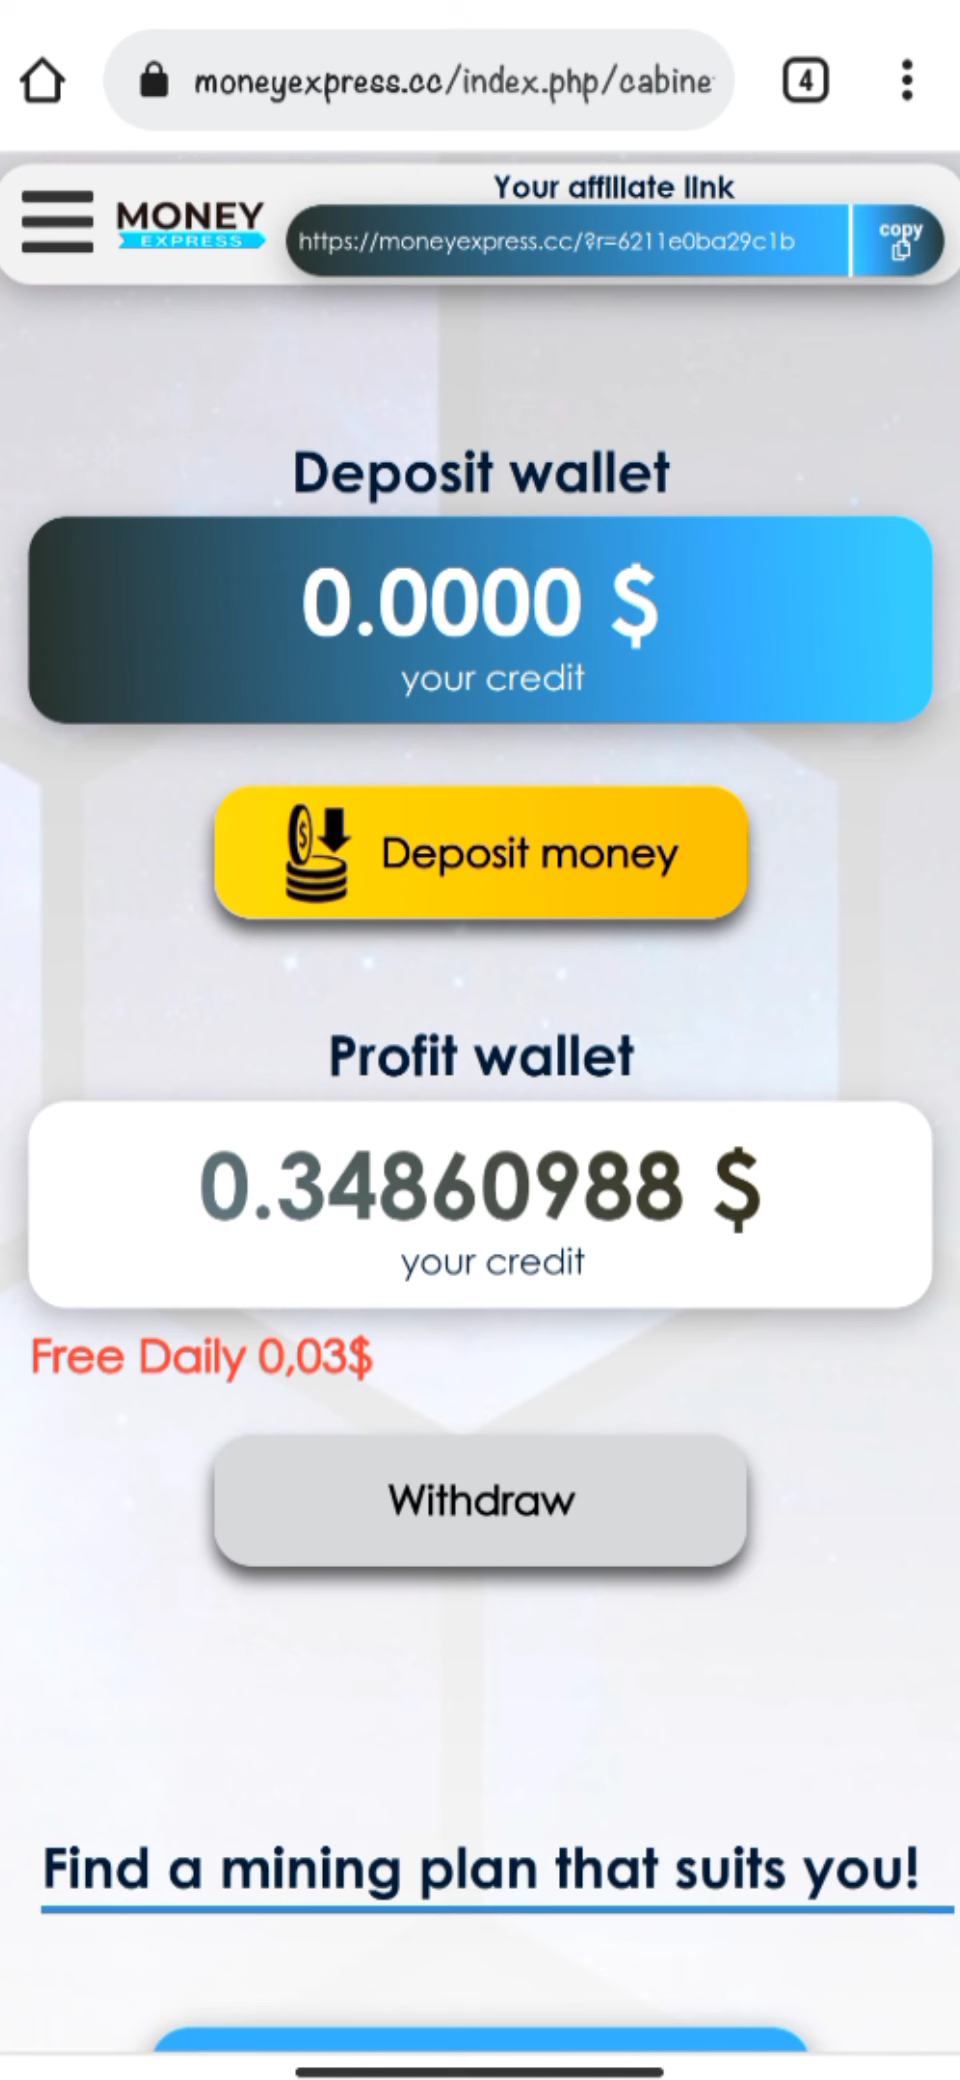 moneyexpress.cc/index.php/cabine
4
Your affiliate link
MONEY
EXPRESS
https://moneyexpress.cc/?r=6211e0ba29c1b
copy
Deposit wallet
0.0000 $
your credit
Deposit money
Profit wallet
0.34860988 $
your credit
Free Daily 0,03$
Withdraw
Find a mining plan that suits you!